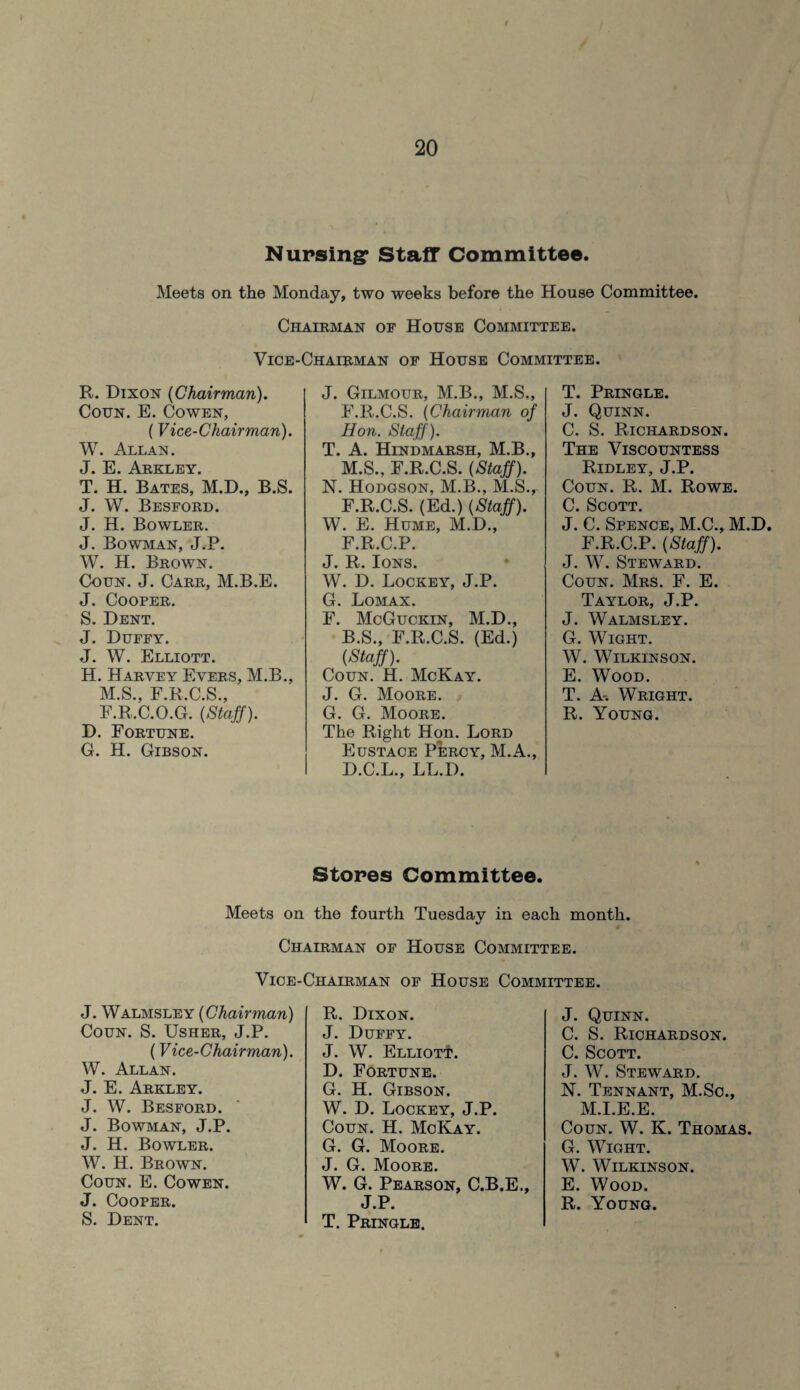 20
Nursing Staff Committee.
Meets on the Monday, two weeks before the House Committee.
Chairman of House Committee.
Vice-Chairman of House Committee.
R. Dixon (Chairman).
Coun. E. Cowen,
(Vice-Chairman).
W. Allan.
J. E. Arkley.
T. H. Bates, M.D., B.S.
J. W. Besford.
J. H. Bowler.
J. Bowman, J.P.
W. H. Brown.
Coun. J. Carr, M.B.E.
J. Cooper.
S. Dent.
J. Duffy.
J. W. Elliott.
H. Harvey Evers, M.B.,
M.S., F.R.C.S.,
F.R.C.O.G. (Staff).
D. Fortune.
G. H. Gibson.
J. Gilmour, M.B., M.S.,
F.R.C.S. (Chairman of
Hon. Staff).
T. A. Hindmarsh, M.B.,
M.S., F.R.C.S. (Staff).
N. Hodgson, M.B., M.S.,
F.R.C.S. (Ed.) (Staff).
W. E. Hume, M.D.,
F.R.C.P.
J. R. Ions.
W. D. Lockey, J.P.
G. Lomax.
F. McGuckin, M.D.,
B.S., F.R.C.S. (Ed.)
(Staff).
Coun. H. McKay.
J. G. Moore.
G. G. Moore.
The Right Hon. Lord
Eustace Percy, M.A.,
D.C.L., LL.D.
T. Pringle.
J. Quinn.
C. S. Richardson.
The Viscountess
Ridley, J.P.
Coun. R. M. Rowe.
C. Scott.
J. C. Spence, M.C., M.D.
F.R.C.P. (Staff).
J. W. Steward.
Coun. Mrs. F. E.
Taylor, J.P.
J. Walmsley.
G. Wight.
W. Wilkinson.
E. Wood.
T. A. Wright.
R. Young.
Stores Committee.
Meets on the fourth Tuesday in each month.
Chairman of House Committee.
Vice-Chairman of House Committee.
J. Walmsley (Chairman)
Coun. S. Usher, J.P.
(Vice-Chairman).
W. Allan.
J. E. Arkley.
J. W. Besford.
J. Bowman, J.P.
J. H. Bowler.
W. H. Brown.
Coun. E. Cowen.
J. Cooper.
S. Dent.
R. Dixon.
J. Duffy.
J. W. Elliott.
D. Fortune.
G. H. Gibson.
W. D. Lockey, J.P.
Coun. H. McKay.
G. G. Moore.
J. G. Moore.
W. G. Pearson, C.B.E.,
J.P.
T. Pringle.
J. Quinn.
C. S. Richardson.
C. Scott.
J. W. Steward.
N. Tennant, M.Sc.,
M.I.E.E.
Coun. W. K. Thomas.
G. Wight.
W. Wilkinson.
E. Wood.
R. Young.